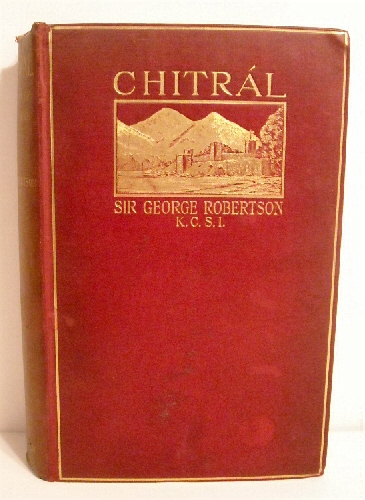 CHITRÁL
SIR GEORGE ROBERTSON
K. C. S. I.